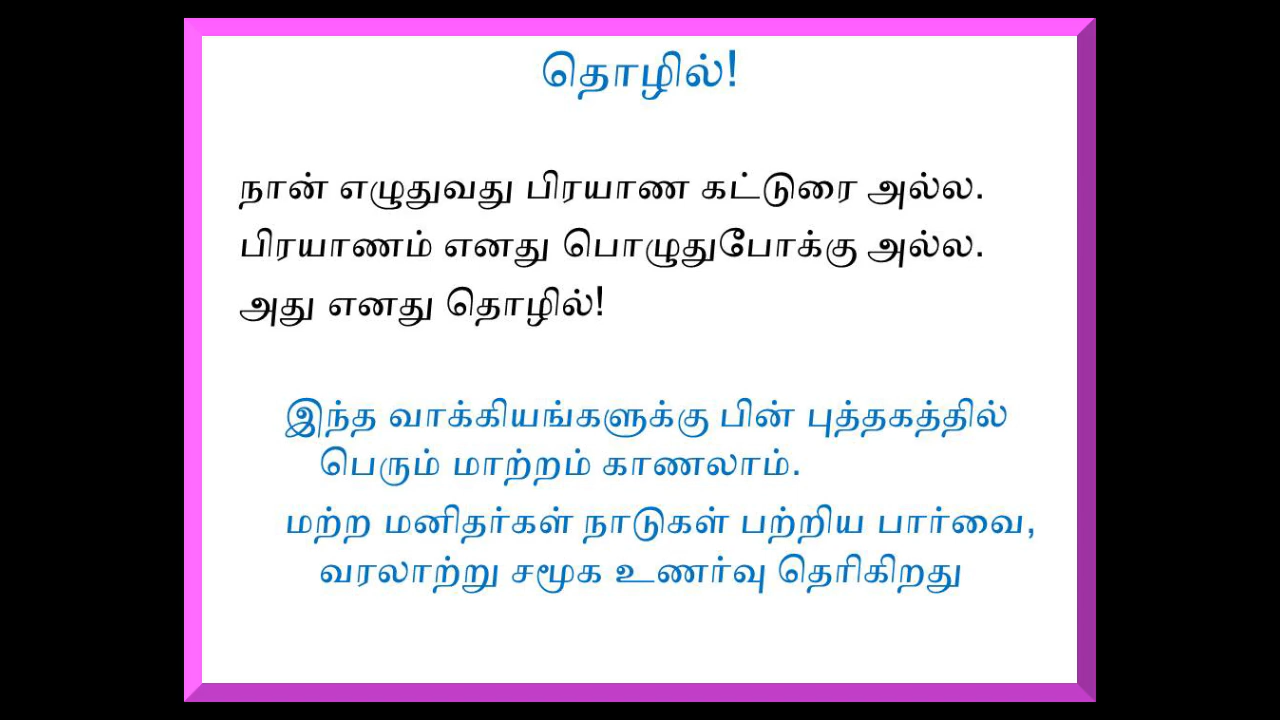 தொழில்!
நான் எழுதுவது பிரயாண கட்டுரை அல்ல.
பிரயாணம் எனது பொழுதுபோக்கு அல்ல.
அது எனது தொழில்!
இந்த வாக்கியங்களுக்கு பின் புத்தகத்தில்
பெரும் மாற்றம் காணலாம்.
மற்ற மனிதர்கள் நாடுகள் பற்றிய பார்வை,
வரலாற்று சமூக உணர்வு தெரிகிறது